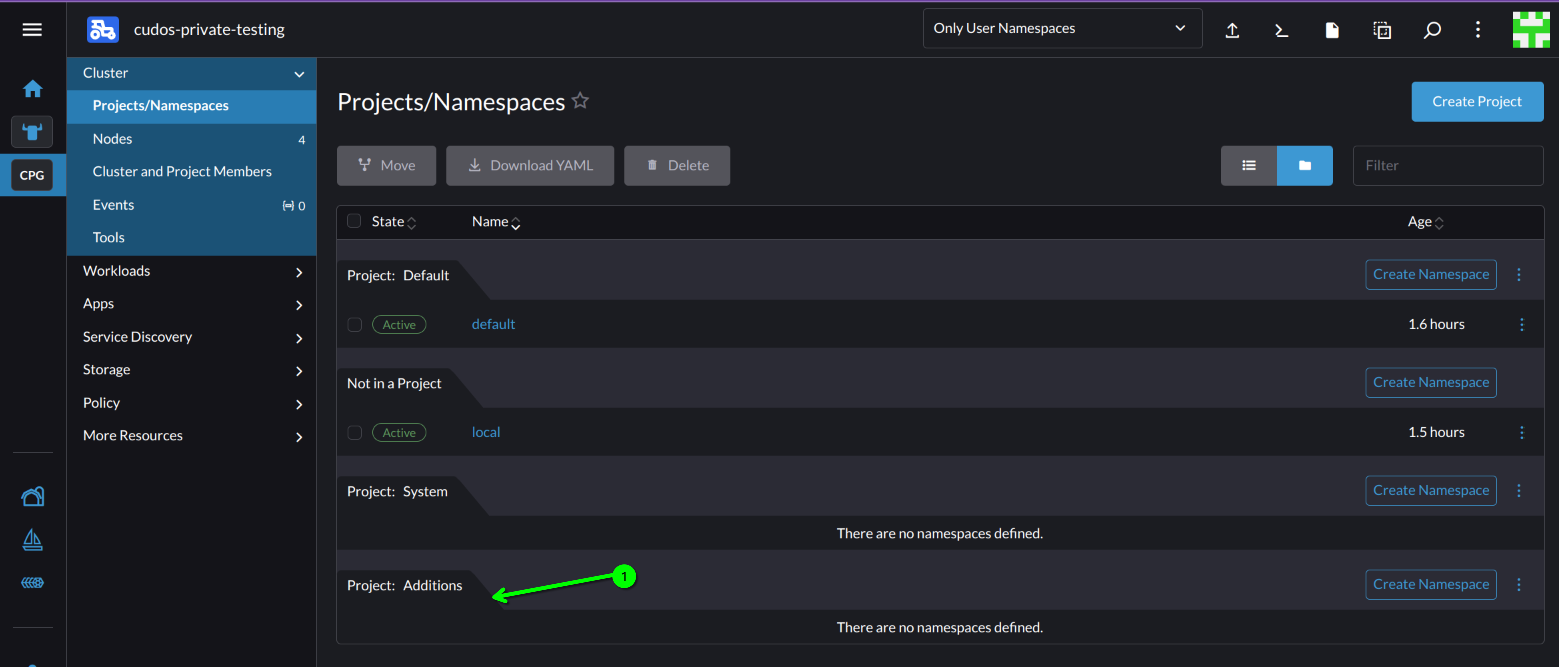 cudos-private-testing
Only User Namespaces
CPG
Cluster
Projects/Namespaces
Nodes 4
Cluster and Project Members
Events 0
Tools
Workloads
Apps
Service Discovery
Storage
Policy
More Resources
Projects/Namespaces
Create Project
Move
Download YAML
Delete
Filter
State Name Age
Project: Default Create Namespace
Active default 1.6 hours
Not in a Project Create Namespace
Active local 1.5 hours
Project: System Create Namespace
There are no namespaces defined.
Project: Additions 1 Create Namespace
There are no namespaces defined.